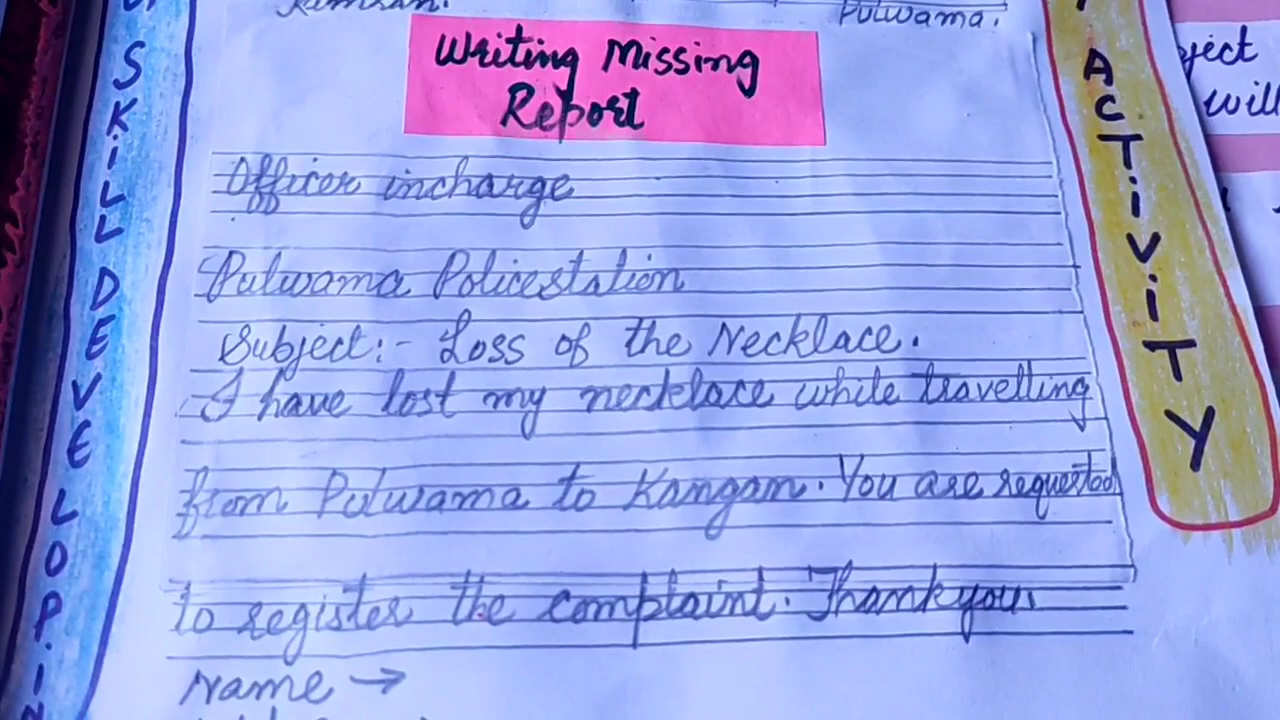 Pulwama.
Writing Missing
Report
Officer incharge
Pulwama Policestation
Subject:- Loss of the Necklace.
I have lost my necklace while travelling
from Pulwama to Kangan. You are requested
to register the complaint. Thankyou.
Name →
SKILL DEVELOPIN
ACTIVITY
ject
will